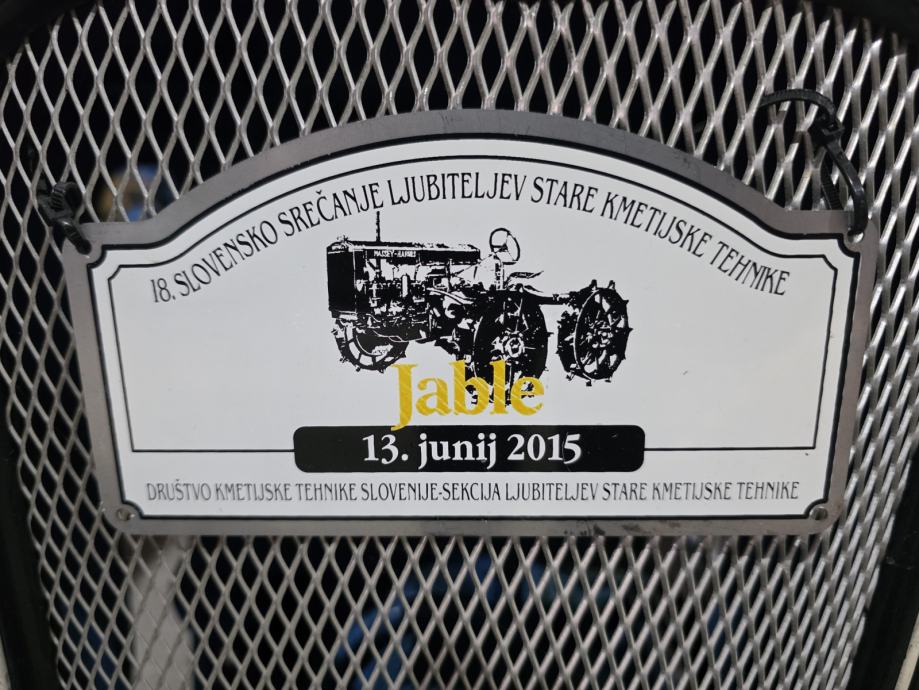 18. SLOVENSKO SREČANJE LJUBITELJEV STARE KMETIJSKE TEHNIKE
MASSEY-HARRIS
Jable
13. junij 2015
DRUŠTVO KMETIJSKE TEHNIKE SLOVENIJE-SEKCIJA LJUBITELJEV STARE KMETIJSKE TEHNIKE